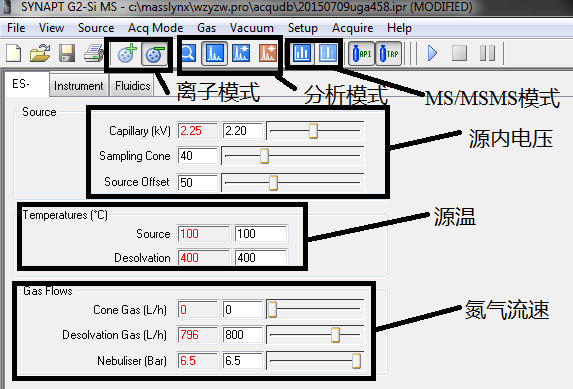 SYNAPT G2-Si MS - c:\masslynx\wzyzw.pro\acqudb\20150709uga458.ipr (MODIFIED)
File View Source Acq Mode Gas Vacuum Setup Acquire Help
API TRP
ES- Instrument Fluidics
离子模式 分析模式 MS/MSMS模式
Source
Capillary (kV) 2.25 2.20
Sampling Cone 40
Source Offset 50
源内电压
Temperatures (°C)
Source 100 100
Desolvation 400 400
源温
Gas Flows
Cone Gas (L/h) 0 0
Desolvation Gas (L/h) 796 800
Nebuliser (Bar) 6.5 6.5
氮气流速